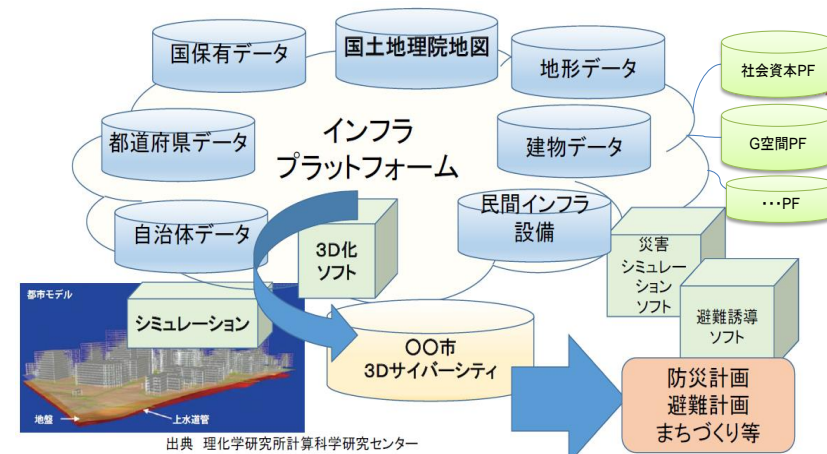 国保有データ
国土地理院地図
地形データ
社会資本PF
都道府県データ
インフラ
プラットフォーム
建物データ
G空間PF
・・・PF
自治体データ
3D化
ソフト
民間インフラ
設備
災害
シミュレー
ション
ソフト
避難誘導
ソフト
都市モデル
シミュレーション
地盤
上水道管
〇〇市
3Dサイバーシティ
防災計画
避難計画
まちづくり等
出典 理化学研究所計算科学研究センター